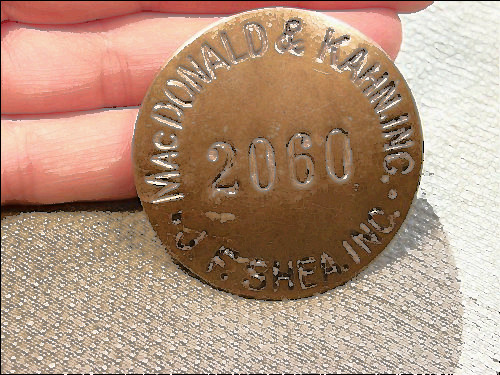 MacDONALD & KAHN, INC.
2060
J. F. SHEA, INC.